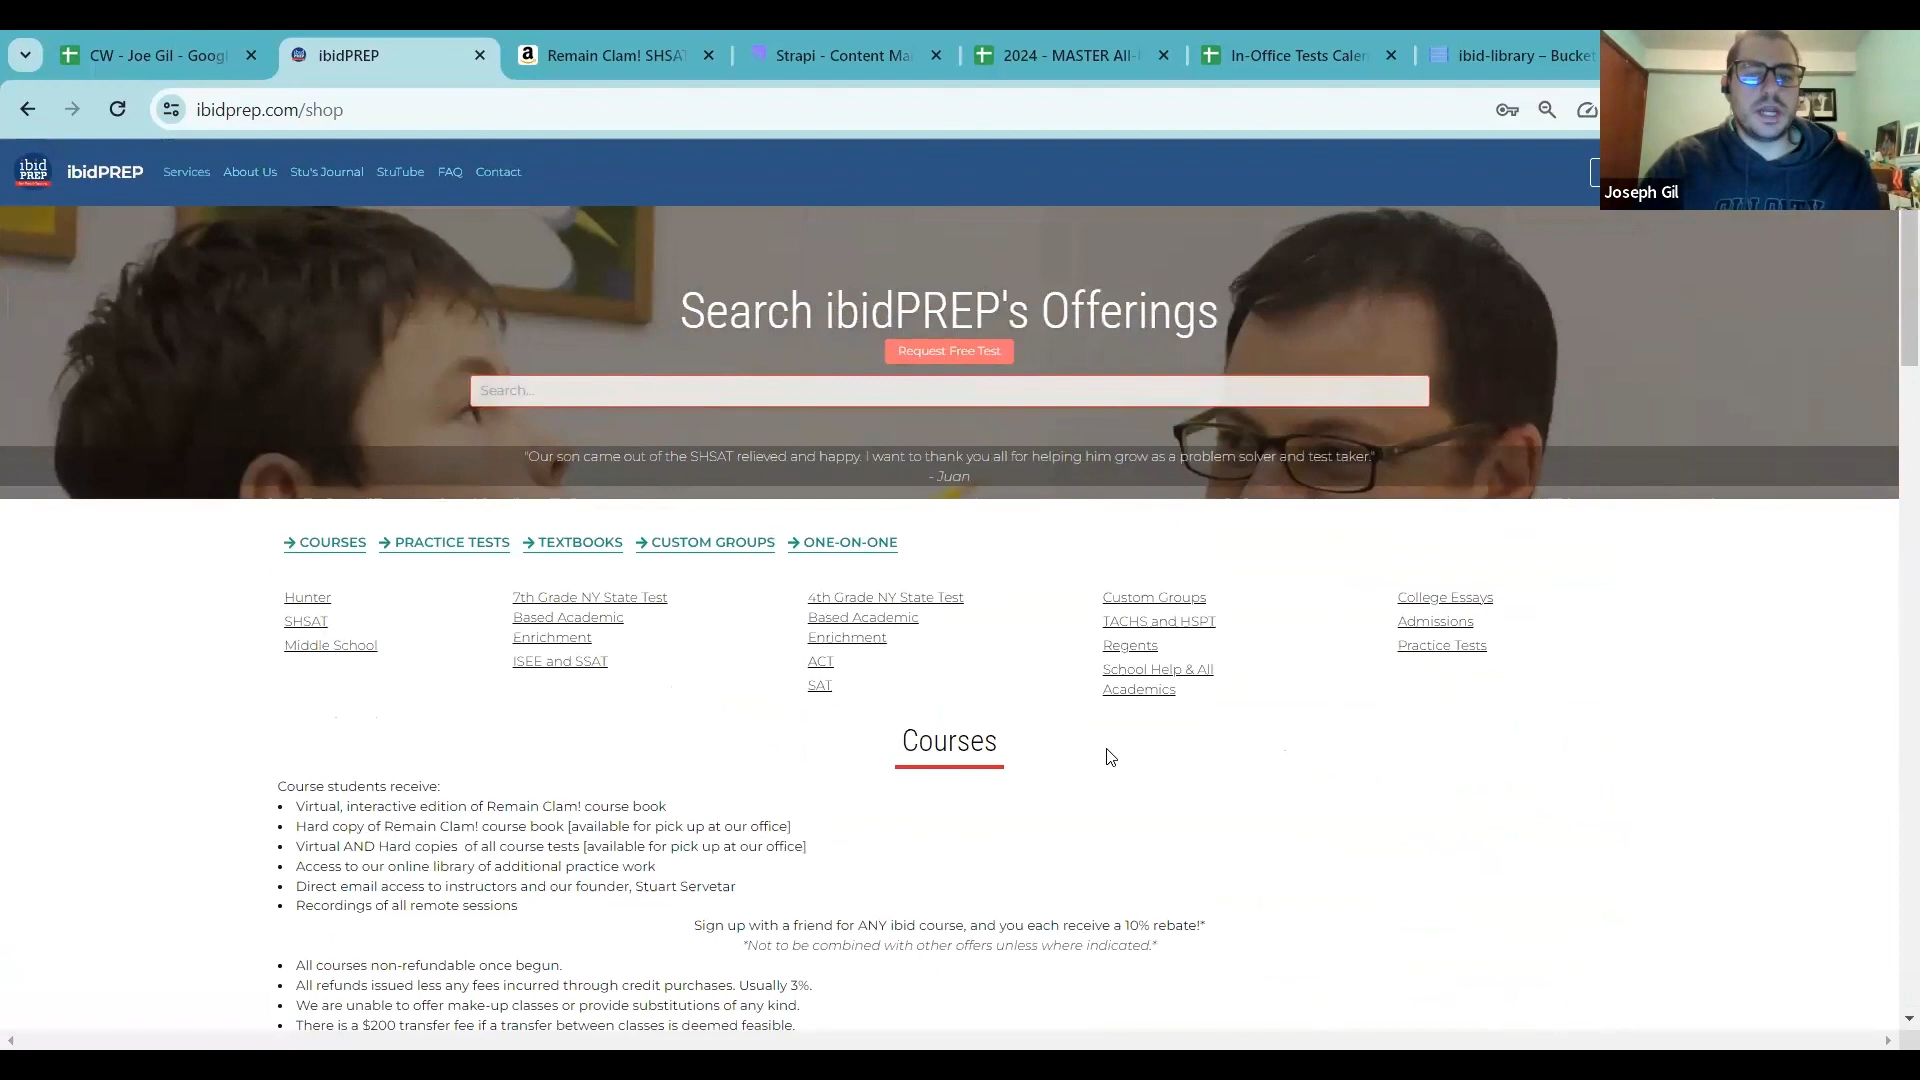 CW - Joe Gil - Googl
ibidPREP
Remain Clam! SHSAT
Strapi - Content Ma
2024 - MASTER All-
In-Office Tests Calen
ibid-library – Bucket
ibidprep.com/shop
ibid
PREP
ibidPREP
Services
About Us
Stu's Journal
StuTube
FAQ
Contact
Joseph Gil
Search ibidPREP's Offerings
Request Free Test
Search...
"Our son came out of the SHSAT relieved and happy. I want to thank you all for helping him grow as a problem solver and test taker."
- Juan
COURSES
PRACTICE TESTS
TEXTBOOKS
CUSTOM GROUPS
ONE-ON-ONE
Hunter
SHSAT
Middle School
7th Grade NY State Test
Based Academic
Enrichment
ISEE and SSAT
4th Grade NY State Test
Based Academic
Enrichment
ACT
SAT
Custom Groups
TACHS and HSPT
Regents
School Help & All
Academics
College Essays
Admissions
Practice Tests
Courses
Course students receive:
• Virtual, interactive edition of Remain Clam! course book
• Hard copy of Remain Clam! course book [available for pick up at our office]
• Virtual AND Hard copies of all course tests [available for pick up at our office]
• Access to our online library of additional practice work
• Direct email access to instructors and our founder, Stuart Servetar
• Recordings of all remote sessions
Sign up with a friend for ANY ibid course, and you each receive a 10% rebate!*
*Not to be combined with other offers unless where indicated.*
• All courses non-refundable once begun.
• All refunds issued less any fees incurred through credit purchases. Usually 3%.
• We are unable to offer make-up classes or provide substitutions of any kind.
• There is a $200 transfer fee if a transfer between classes is deemed feasible.